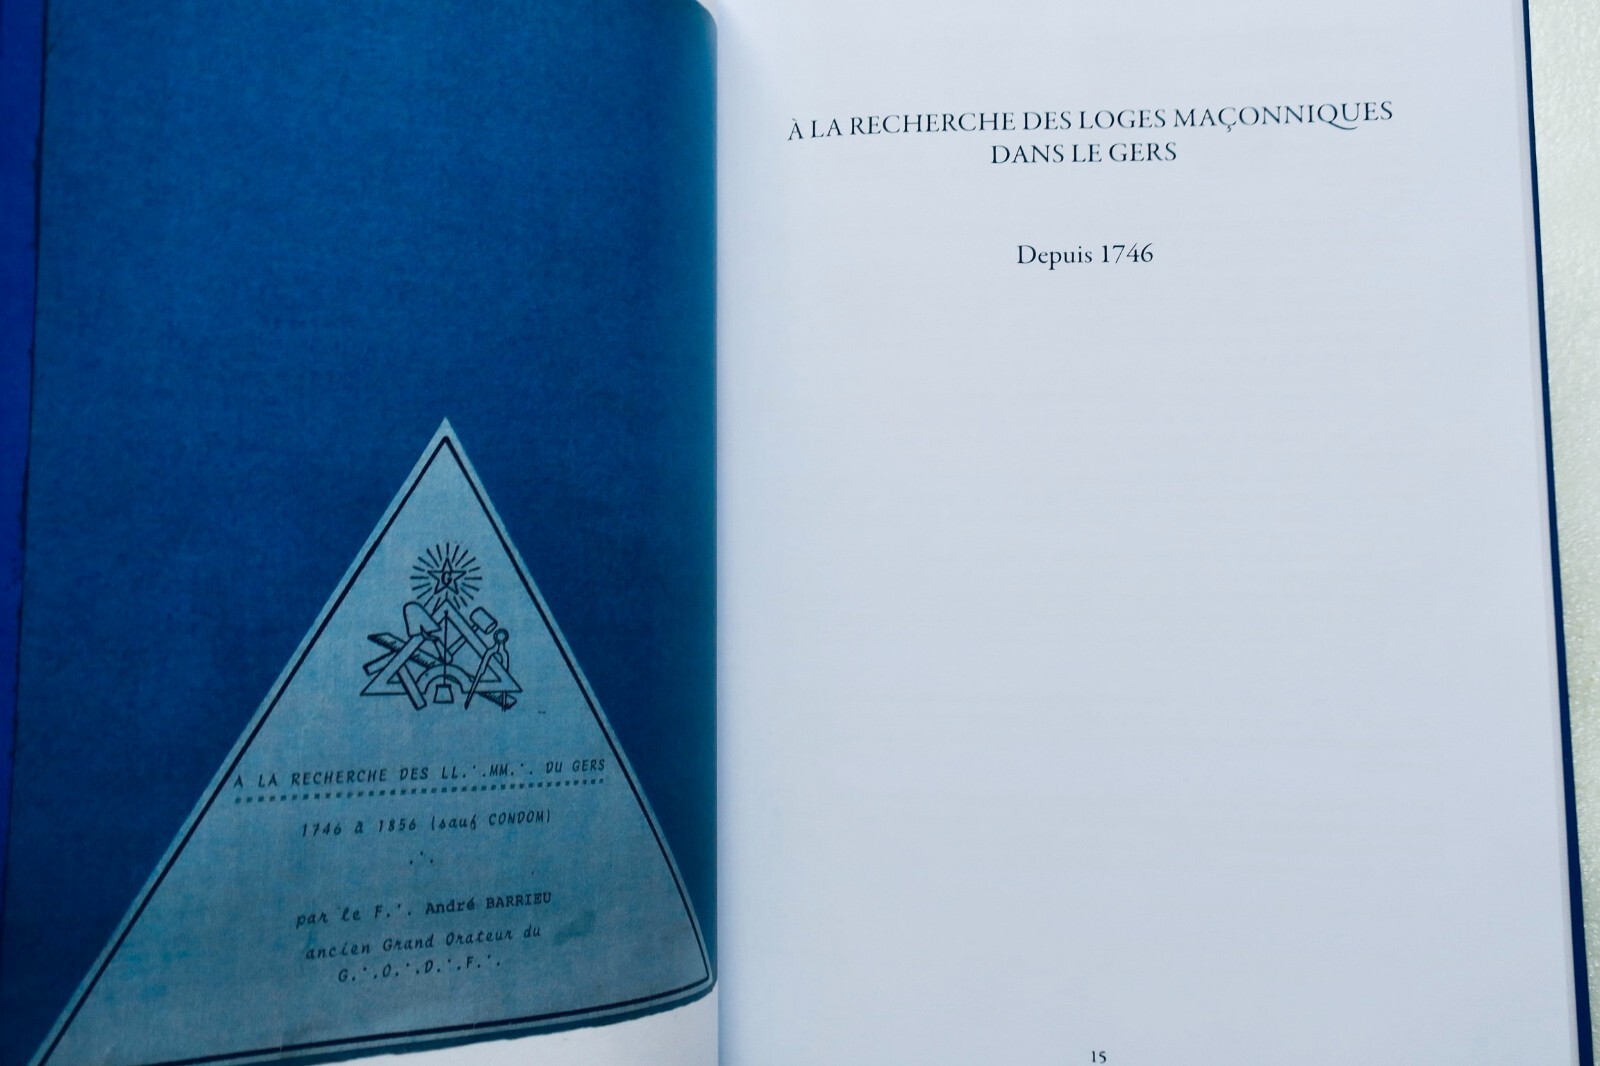 G
A LA RECHERCHE DES LL.˙.MM.˙. DU GERS
1746 à 1856 (sauf CONDOM)
.˙.
par le F.˙. André BARRIEU
ancien Grand Orateur du
G.˙.O.˙.D.˙.F.˙.
À LA RECHERCHE DES LOGES MAÇONNIQUES
DANS LE GERS
Depuis 1746
15